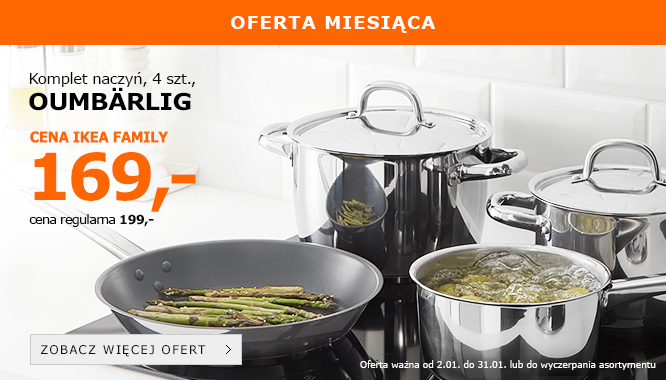 OFERTA MIESIĄCA
Komplet naczyń, 4 szt.,
OUMBÄRLIG
CENA IKEA FAMILY
169,-
cena regularna 199,-
ZOBACZ WIĘCEJ OFERT >
Oferta ważna od 2.01. do 31.01. lub do wyczerpania asortymentu